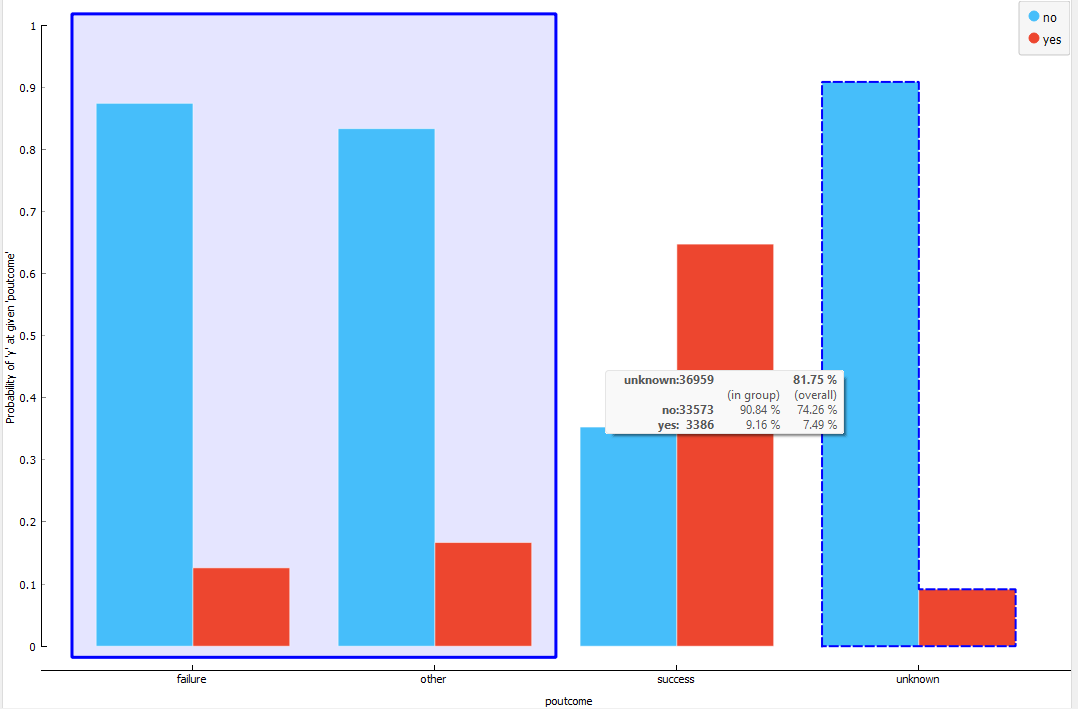 no
yes
1
0.9
0.8
0.7
0.6
0.5
0.4
0.3
0.2
0.1
0
Probability of 'y' at given 'poutcome'
unknown:36959 81.75 %
(in group) (overall)
no:33573 90.84 % 74.26 %
yes: 3386 9.16 % 7.49 %
failure other success unknown
poutcome